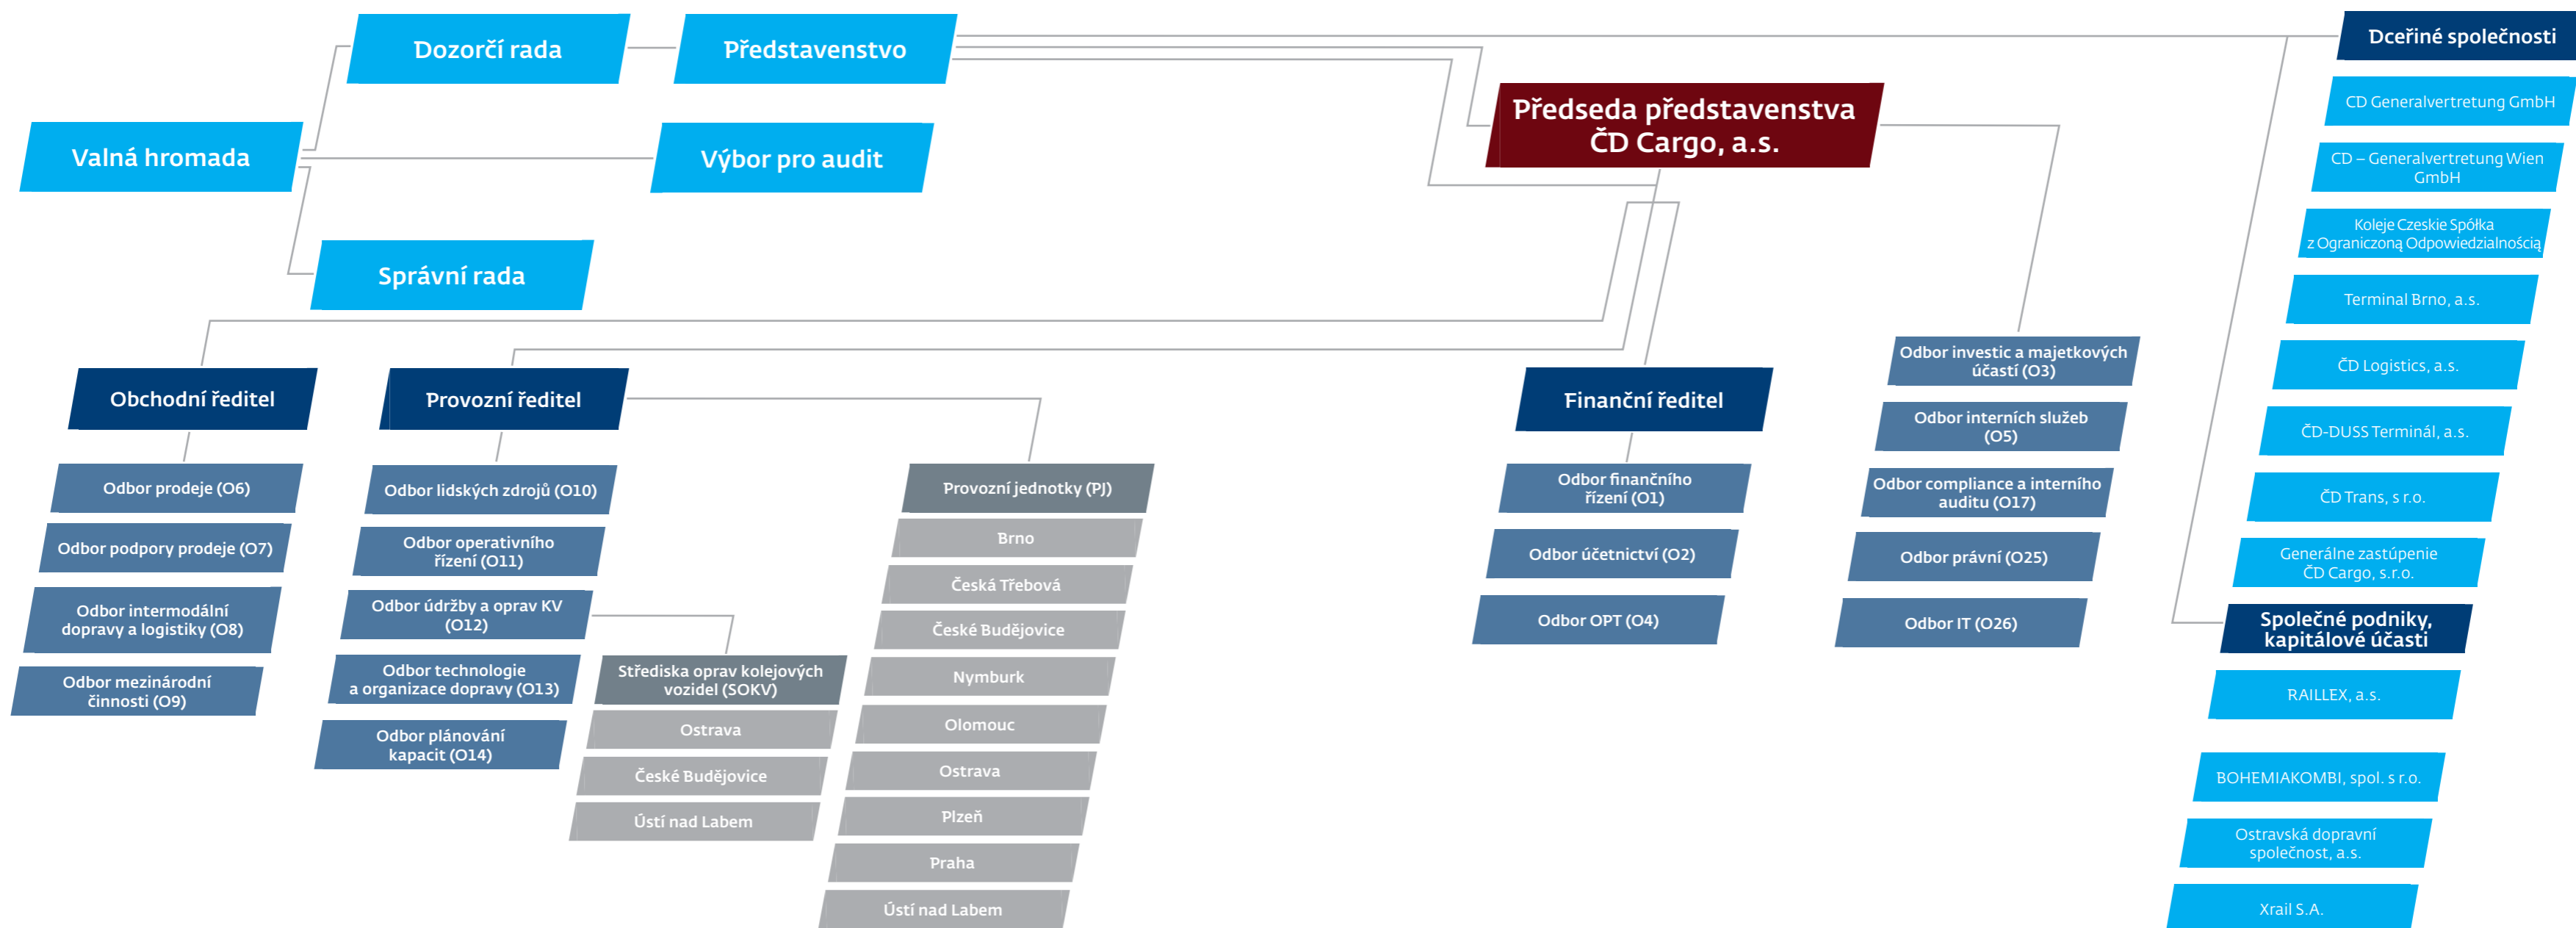 Dozorčí rada
Představenstvo
Valná hromada
Výbor pro audit
Správní rada
Předseda představenstva
ČD Cargo, a.s.
Obchodní ředitel
Odbor prodeje (O6)
Odbor podpory prodeje (O7)
Odbor intermodální
dopravy a logistiky (O8)
Odbor mezinárodní
činnosti (O9)
Provozní ředitel
Odbor lidských zdrojů (O10)
Odbor operativního
řízení (O11)
Odbor údržby a oprav KV
(O12)
Odbor technologie
a organizace dopravy (O13)
Odbor plánování
kapacit (O14)
Střediska oprav kolejových
vozidel (SOKV)
Ostrava
České Budějovice
Ústí nad Labem
Provozní jednotky (PJ)
Brno
Česká Třebová
České Budějovice
Nymburk
Olomouc
Ostrava
Plzeň
Praha
Ústí nad Labem
Finanční ředitel
Odbor finančního
řízení (O1)
Odbor účetnictví (O2)
Odbor OPT (O4)
Odbor investic a majetkových
účastí (O3)
Odbor interních služeb
(O5)
Odbor compliance a interního
auditu (O17)
Odbor právní (O25)
Odbor IT (O26)
Dceřiné společnosti
CD Generalvertretung GmbH
CD – Generalvertretung Wien
GmbH
Koleje Czeskie Spółka
z Ograniczoną Odpowiedzialnością
Terminal Brno, a.s.
ČD Logistics, a.s.
ČD-DUSS Terminál, a.s.
ČD Trans, s r.o.
Generálne zastúpenie
ČD Cargo, s.r.o.
Společné podniky,
kapitálové účasti
RAILLEX, a.s.
BOHEMIAKOMBI, spol. s r.o.
Ostravská dopravní
společnost, a.s.
Xrail S.A.